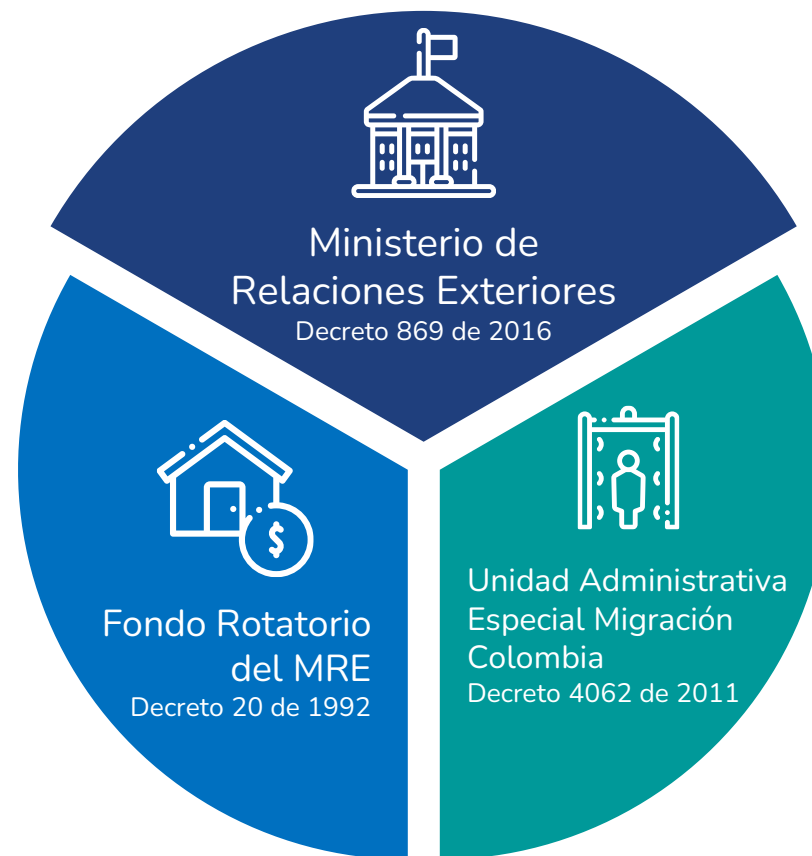 Ministerio de
Relaciones Exteriores
Decreto 869 de 2016
$
Fondo Rotatorio
del MRE
Decreto 20 de 1992
Unidad Administrativa
Especial Migración
Colombia
Decreto 4062 de 2011